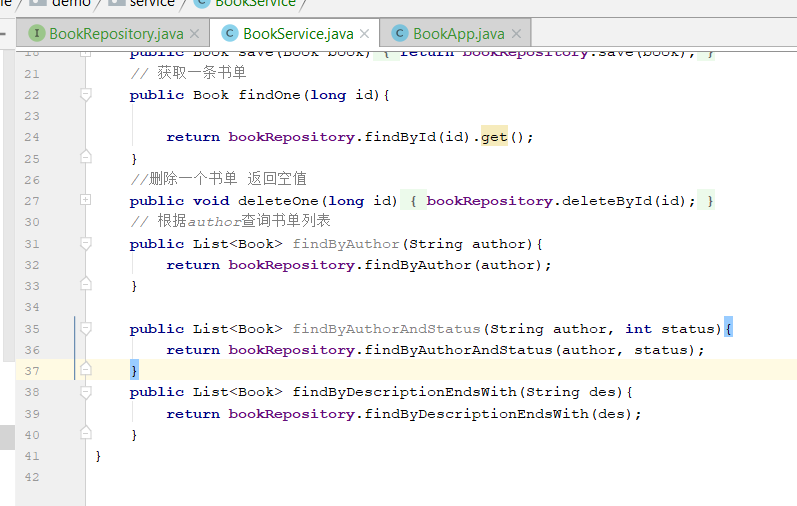 demo service BookService
BookRepository.java BookService.java BookApp.java
public Book save(Book book) { return bookRepository.save(book); }
21 // 获取一条书单
22 public Book findOne(long id){
23
24 return bookRepository.findById(id).get();
25 }
26 //删除一个书单 返回空值
27 public void deleteOne(long id) { bookRepository.deleteById(id); }
30 // 根据author查询书单列表
31 public List<Book> findByAuthor(String author){
32 return bookRepository.findByAuthor(author);
33 }
34
35 public List<Book> findByAuthorAndStatus(String author, int status){
36 return bookRepository.findByAuthorAndStatus(author, status);
37 }
38 public List<Book> findByDescriptionEndsWith(String des){
39 return bookRepository.findByDescriptionEndsWith(des);
40 }
41 }
42